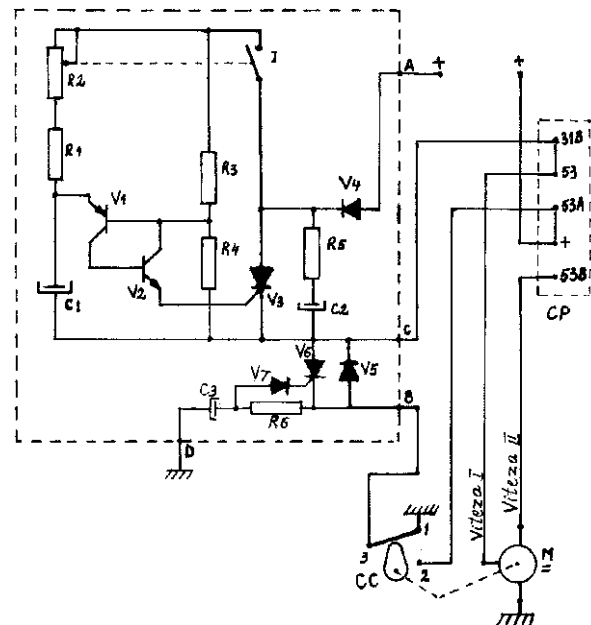 I
A
+
+
R2
31B
R1
53
V1
R3
V4
53A
R4
R5
+
V2
V3
53B
C1
C2
C
CP
V6
V5
V7
C3
B
R6
D
Viteza I
Viteza II
1
3
CC
2
M
=